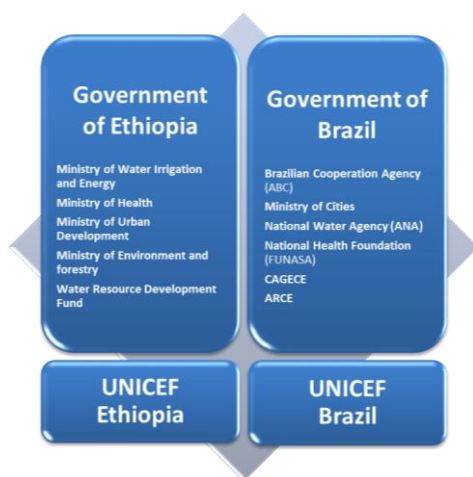 Government
of Ethiopia
Ministry of Water Irrigation
and Energy
Ministry of Health
Ministry of Urban
Development
Ministry of Environment and
forestry
Water Resource Development
Fund
Government of
Brazil
Brazilian Cooperation Agency
(ABC)
Ministry of Cities
National Water Agency (ANA)
National Health Foundation
(FUNASA)
CAGECE
ARCE
UNICEF
Ethiopia
UNICEF
Brazil